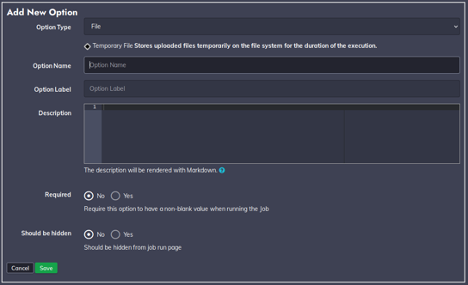 Add New Option
Option Type
File
Temporary File Stores uploaded files temporarily on the file system for the duration of the execution.
Option Name
Option Name
Option Label
Option Label
Description
1
The description will be rendered with Markdown. ?
Required
No Yes
Require this option to have a non-blank value when running the Job
Should be hidden
No Yes
Should be hidden from job run page
Cancel Save